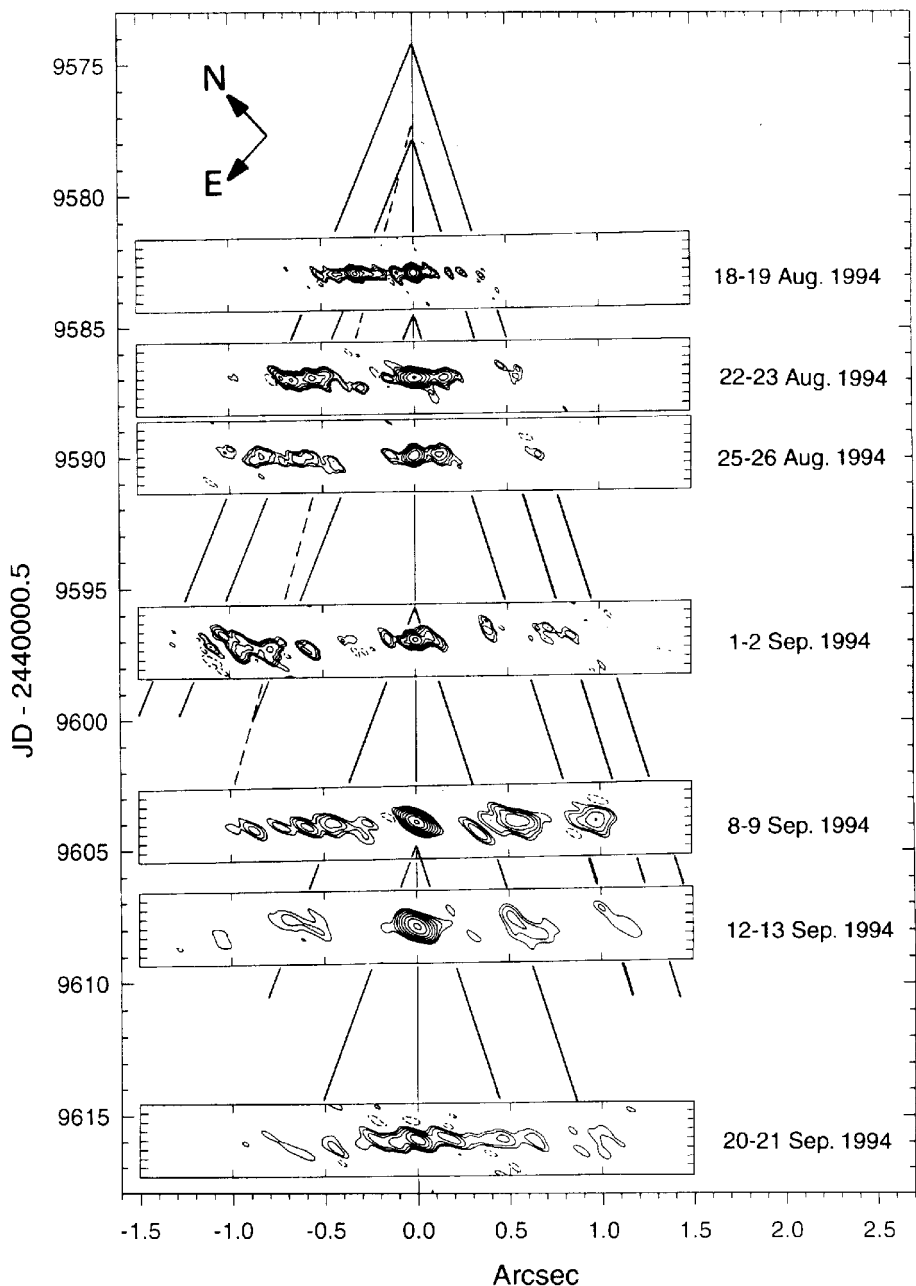 9575
N
E
9580
18-19 Aug. 1994
9585
22-23 Aug. 1994
9590
25-26 Aug. 1994
9595
1-2 Sep. 1994
JD - 2440000.5
9600
8-9 Sep. 1994
9605
12-13 Sep. 1994
9610
9615
20-21 Sep. 1994
-1.5 -1.0 -0.5 0.0 0.5 1.0 1.5 2.0 2.5
Arcsec